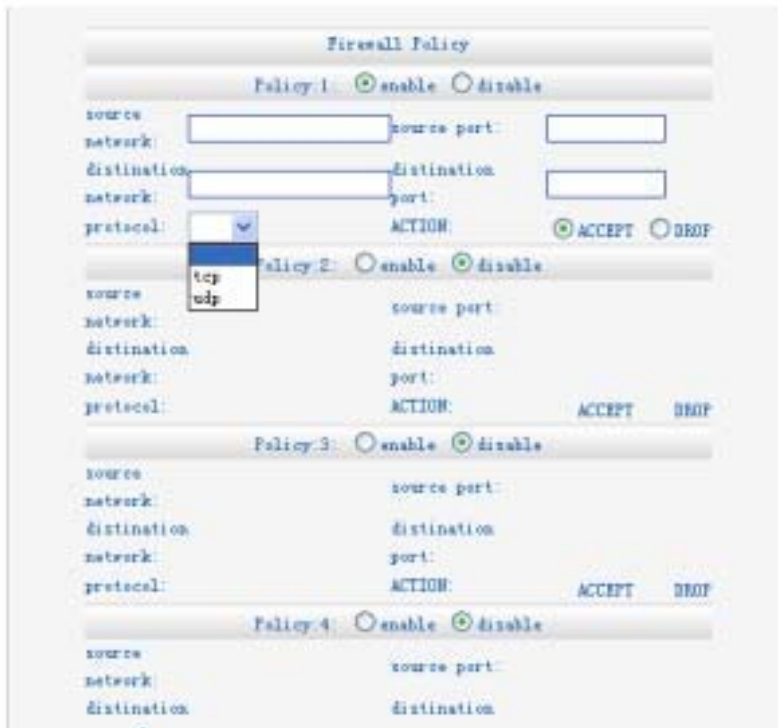 Firewall Policy
Policy:1: enable disable
source network: source port:
distination network: distination port:
protocol: ACTION: ACCEPT DROP
tcp
udp
Policy:2: enable disable
source network: source port:
distination network: distination port:
protocol: ACTION: ACCEPT DROP
Policy:3: enable disable
source network: source port:
distination network: distination port:
protocol: ACTION: ACCEPT DROP
Policy:4: enable disable
source network: source port:
distination distination